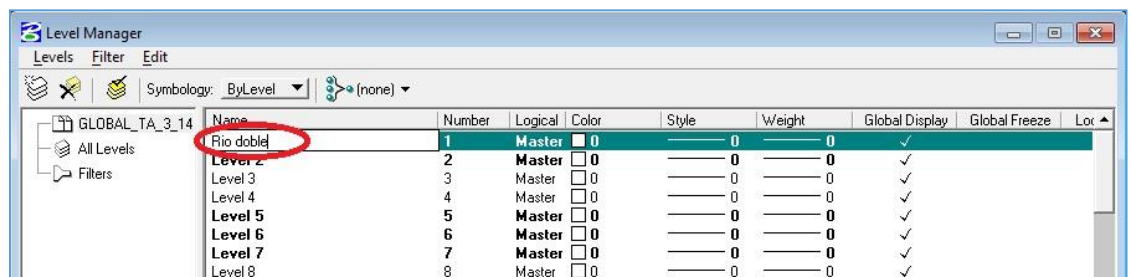 Level Manager
Levels Filter Edit
Symbology: ByLevel (none)
GLOBAL_TA_3_14
All Levels
Filters
Name Number Logical Color Style Weight Global Display Global Freeze Loc
Rio doble 1 Master 0 0 0
Level 2 2 Master 0 0 0
Level 3 3 Master 0 0 0
Level 4 4 Master 0 0 0
Level 5 5 Master 0 0 0
Level 6 6 Master 0 0 0
Level 7 7 Master 0 0 0
Level 8 8 Master 0 0 0